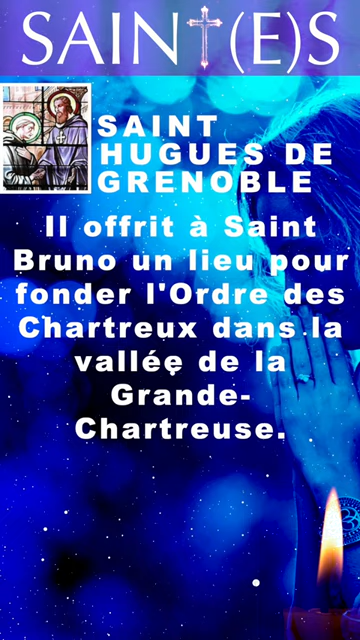 SAINT(E)S
SAINT
HUGUES DE
GRENOBLE
Il offrit à Saint
Bruno un lieu pour
fonder l'Ordre des
Chartreux dans la
vallée de la
Grande-
Chartreuse.